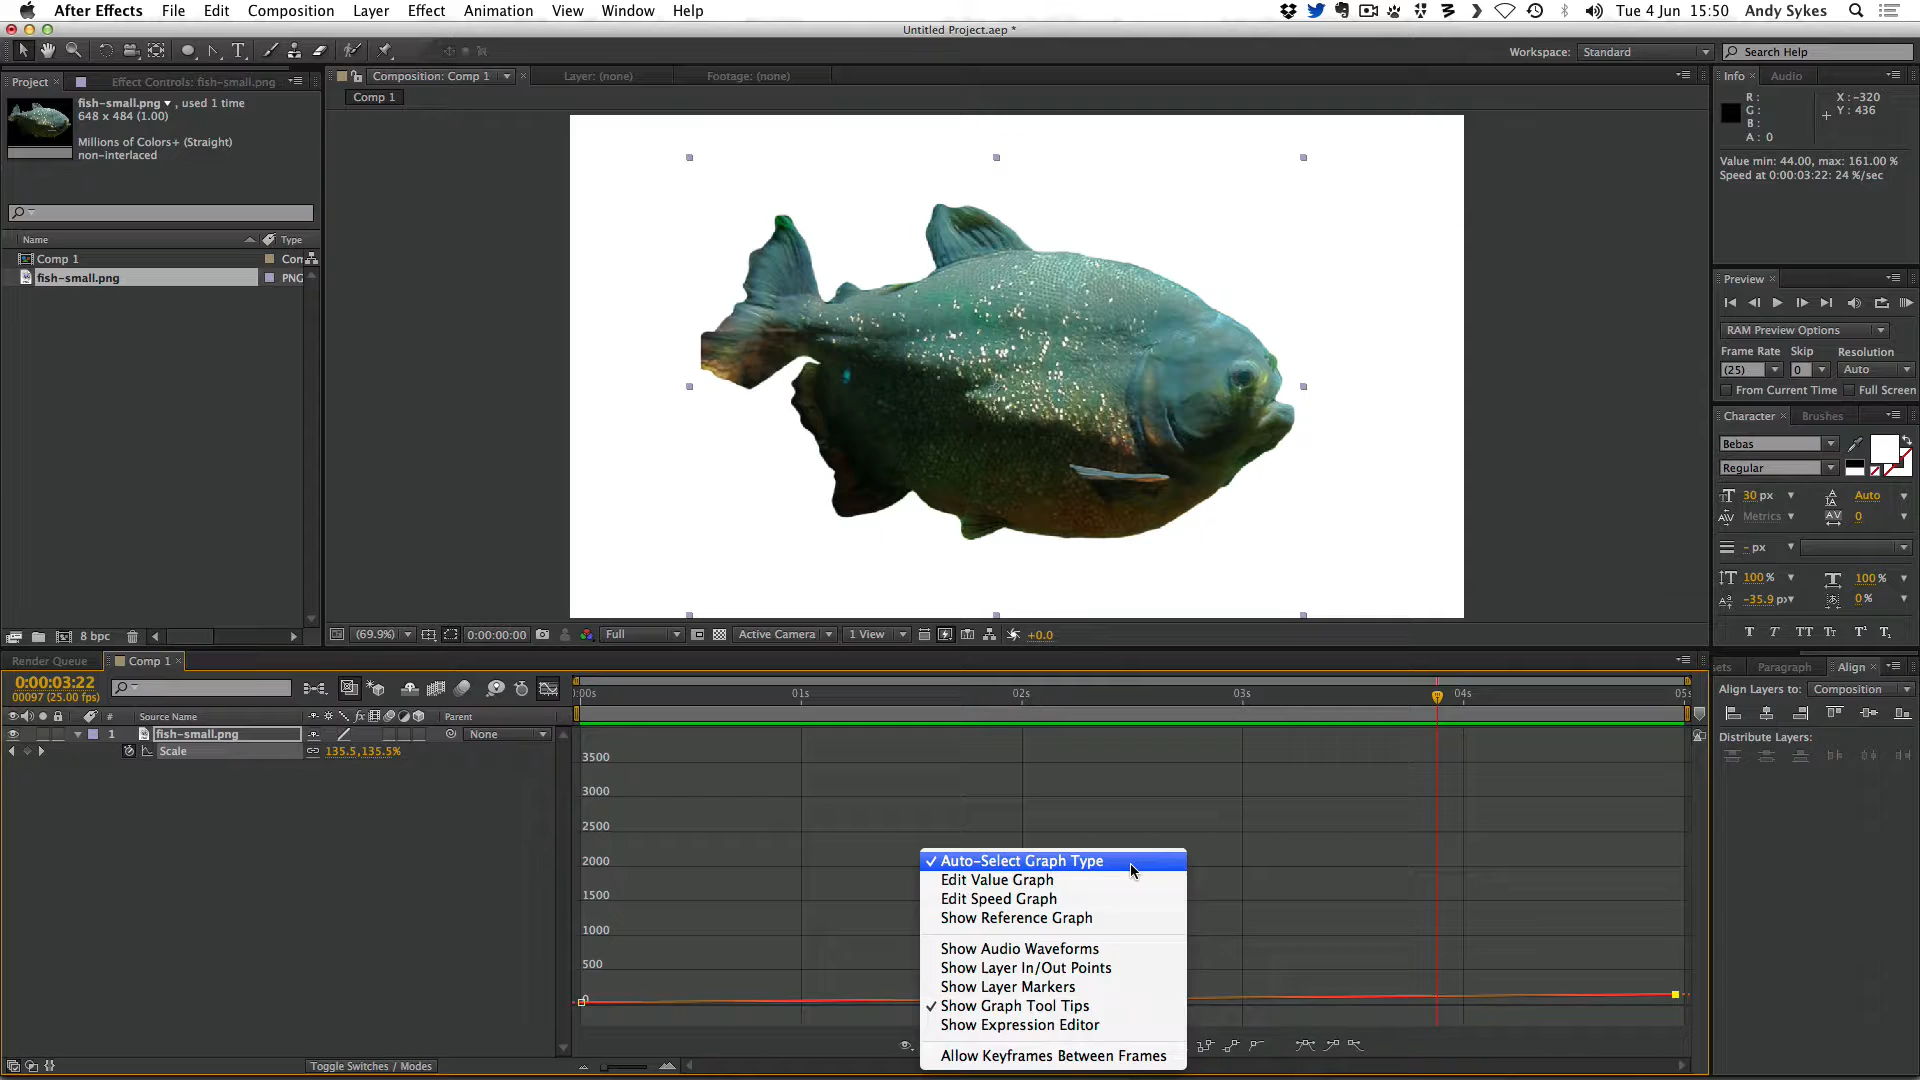 After Effects File Edit Composition Layer Effect Animation View Window Help Tue 4 Jun 15:50 Andy Sykes
Untitled Project.aep *
Workspace: Standard Search Help
Project Effect Controls: fish-small.png
Composition: Comp 1 Layer: (none) Footage: (none)
Info Audio
Comp 1
fish-small.png , used 1 time
648 x 484 (1.00)
Millions of Colors+ (Straight)
non-interlaced
R :
G :
B :
A : 0
X : -320
Y : 436
Value min: 44.00, max: 161.00 %
Speed at 0:00:03:22: 24 %/sec
Name Type
Comp 1 Con
fish-small.png PNG
Preview
RAM Preview Options
Frame Rate Skip Resolution
(25) 0 Auto
From Current Time Full Screen
Character Brushes
Bebas
Regular
30 px Auto
Metrics 0
- px
100 % 100 %
-35.9 px 0 %
T T TT Tr T¹ T₁
8 bpc
(69.9%) 0:00:00:00 Full Active Camera 1 View +0.0
Render Queue Comp 1
sets Paragraph Align
0:00:03:22
00097 (25.00 fps)
:00s 01s 02s 03s 04s 05s
Align Layers to: Composition
Distribute Layers:
# Source Name fx Parent
1 fish-small.png None
Scale 135.5,135.5%
3500
3000
2500
2000
1500
1000
500
0
✓ Auto-Select Graph Type
Edit Value Graph
Edit Speed Graph
Show Reference Graph
Show Audio Waveforms
Show Layer In/Out Points
Show Layer Markers
✓ Show Graph Tool Tips
Show Expression Editor
Allow Keyframes Between Frames
Toggle Switches / Modes